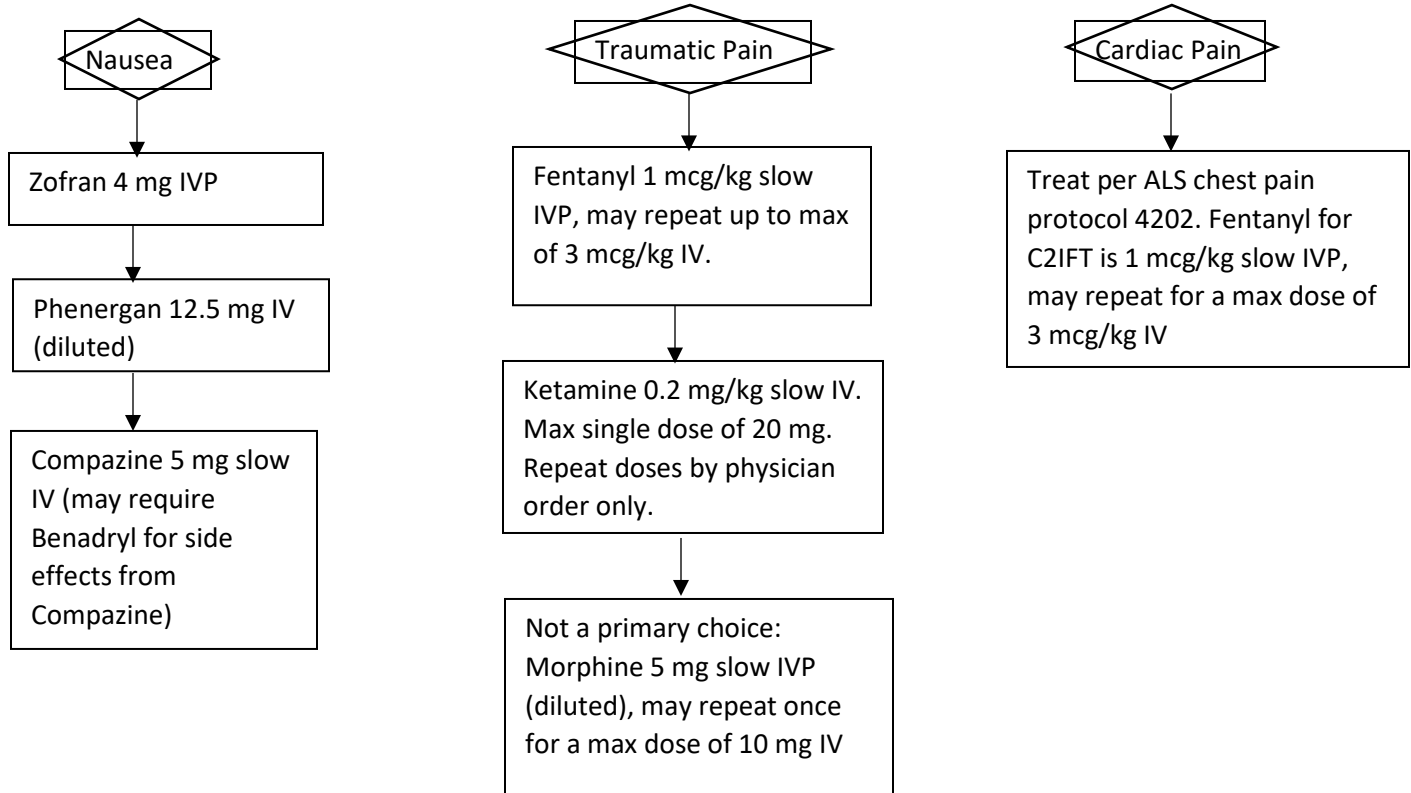 Nausea
Zofran 4 mg IVP
Phenergan 12.5 mg IV
(diluted)
Compazine 5 mg slow
IV (may require
Benadryl for side
effects from
Compazine)
Traumatic Pain
Fentanyl 1 mcg/kg slow
IVP, may repeat up to max
of 3 mcg/kg IV.
Ketamine 0.2 mg/kg slow IV.
Max single dose of 20 mg.
Repeat doses by physician
order only.
Not a primary choice:
Morphine 5 mg slow IVP
(diluted), may repeat once
for a max dose of 10 mg IV
Cardiac Pain
Treat per ALS chest pain
protocol 4202. Fentanyl for
C2IFT is 1 mcg/kg slow IVP,
may repeat for a max dose of
3 mcg/kg IV